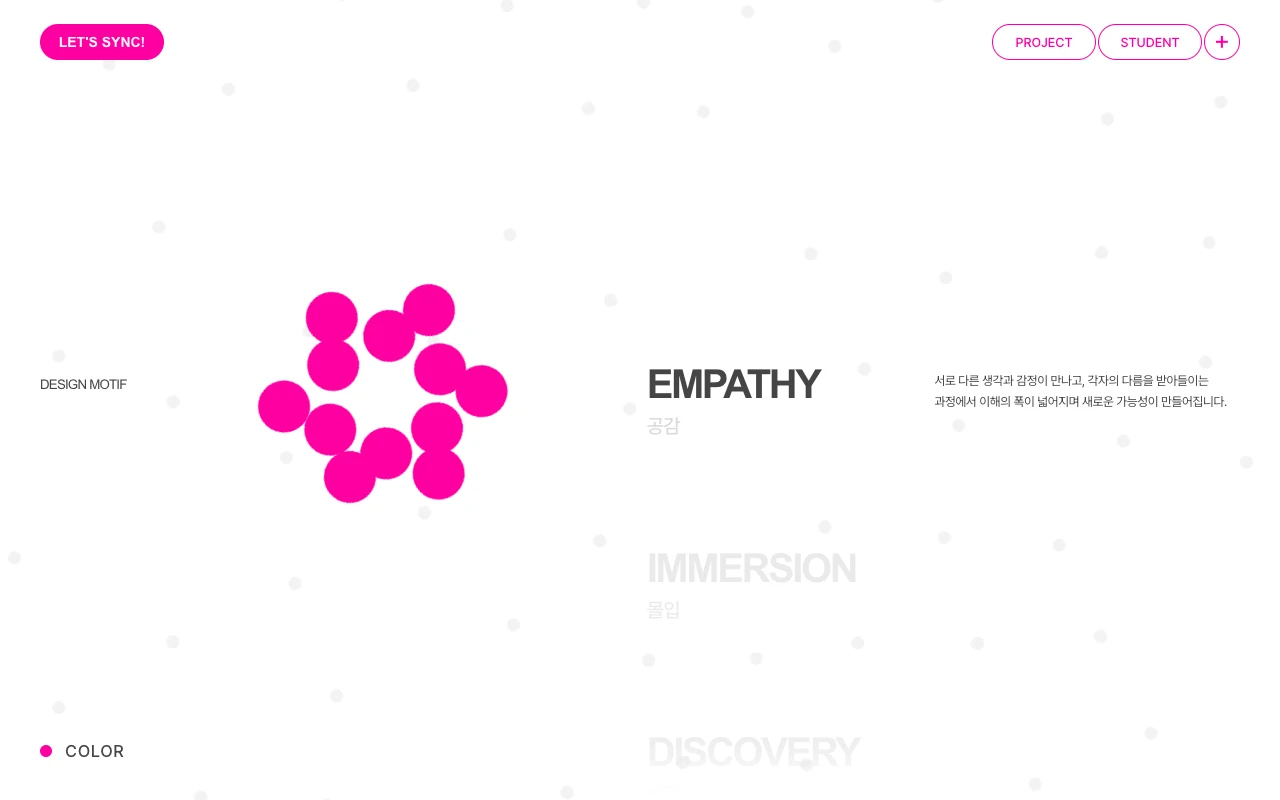 LET'S SYNC!
PROJECT
STUDENT
+
DESIGN MOTIF
EMPATHY
공감
서로 다른 생각과 감정이 만나고, 각자의 다름을 받아들이는
과정에서 이해의 폭이 넓어지며 새로운 가능성이 만들어집니다.
IMMERSION
몰입
DISCOVERY
COLOR